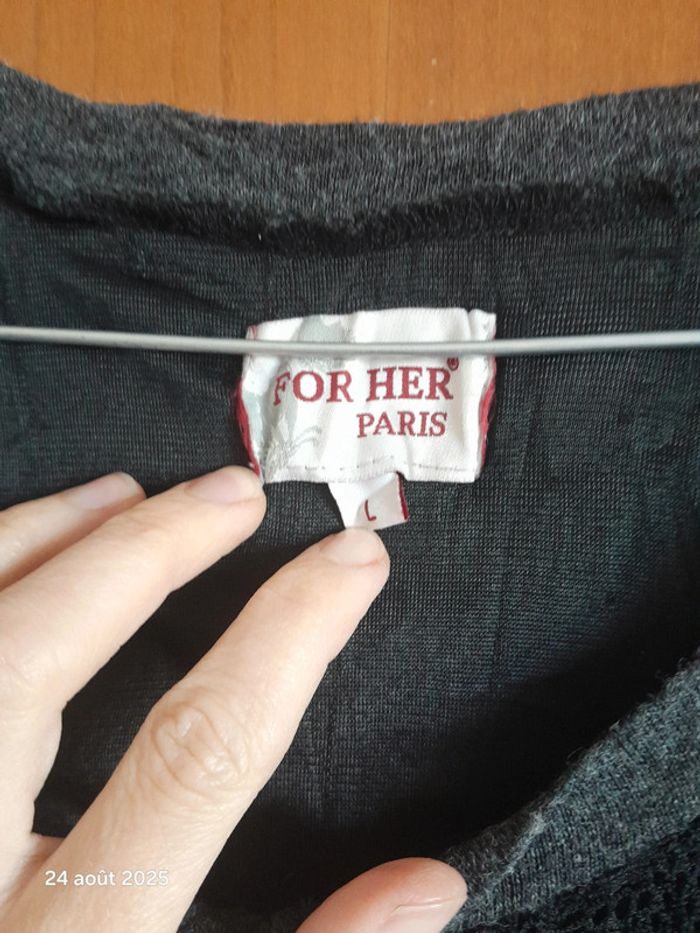 FOR HER®
PARIS
L
24 août 2025